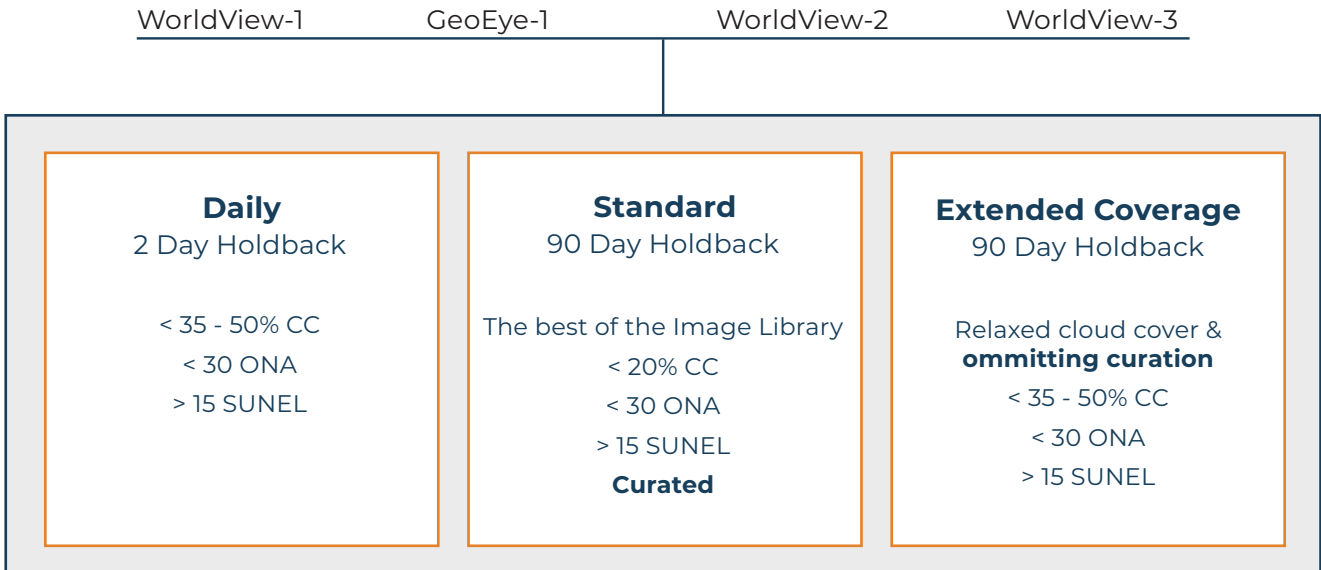 WorldView-1 GeoEye-1 WorldView-2 WorldView-3
Daily
2 Day Holdback
< 35 - 50% CC
< 30 ONA
> 15 SUNEL
Standard
90 Day Holdback
The best of the Image Library
< 20% CC
< 30 ONA
> 15 SUNEL
Curated
Extended Coverage
90 Day Holdback
Relaxed cloud cover &
ommitting curation
< 35 - 50% CC
< 30 ONA
> 15 SUNEL